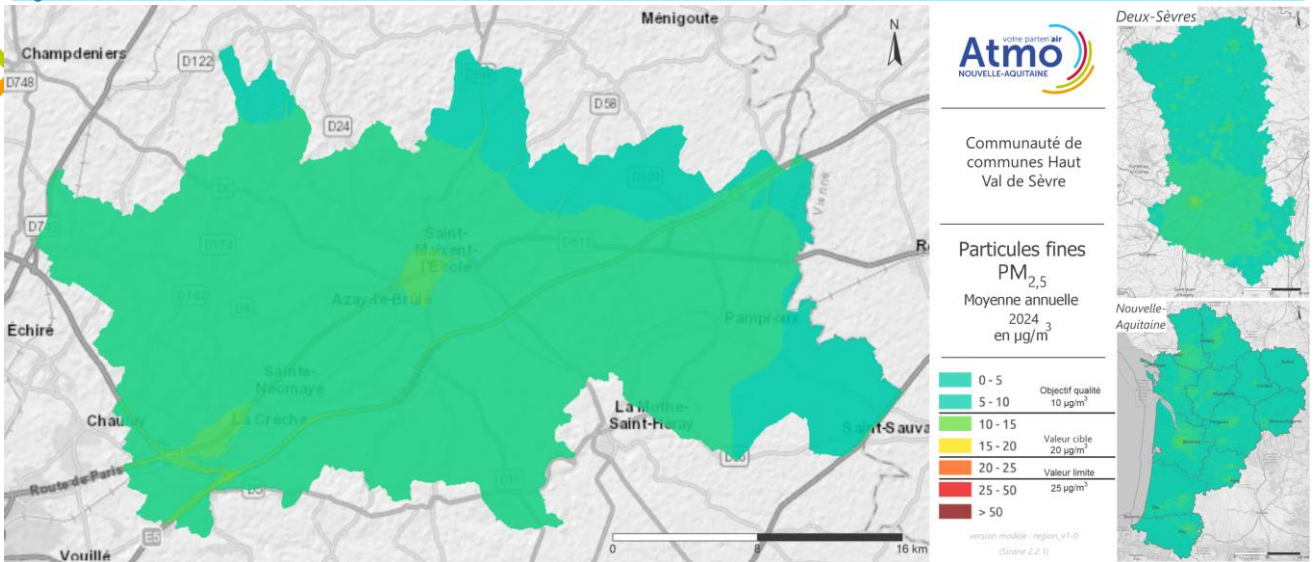 Ménigoute
Champdeniers
D122
D748
D58
D24
D129
D6
D743
D174
Saint-
Maixent-
l'École
D611
D182
D8
Azay-le-Brûlé
Pamproux
Échiré
Sainte-
Néomaye
La Crèche
Chauray
La Mothe-
Saint-Héray
Saint-Sauva
Route de Paris
D5
E5
Vouillé
Vienne
N
0 8 16 km
votre parten'air
Atmo
NOUVELLE-AQUITAINE
Communauté de
communes Haut
Val de Sèvre
Particules fines
PM2,5
Moyenne annuelle
2024
en µg/m3
0 - 5
5 - 10
Objectif qualité
10 µg/m3
10 - 15
15 - 20
Valeur cible
20 µg/m3
20 - 25
Valeur limite
25 - 50
25 µg/m3
> 50
version modèle : region_v1-0
(Sirane 2.2.1)
Deux-Sèvres
Nouvelle-
Aquitaine